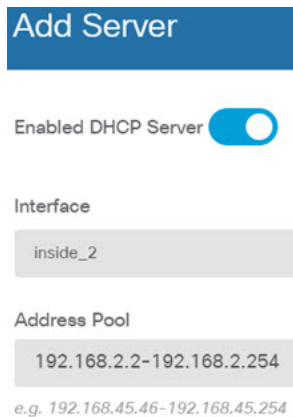 Add Server
Enabled DHCP Server
Interface
inside_2
Address Pool
192.168.2.2-192.168.2.254
e.g. 192.168.45.46-192.168.45.254